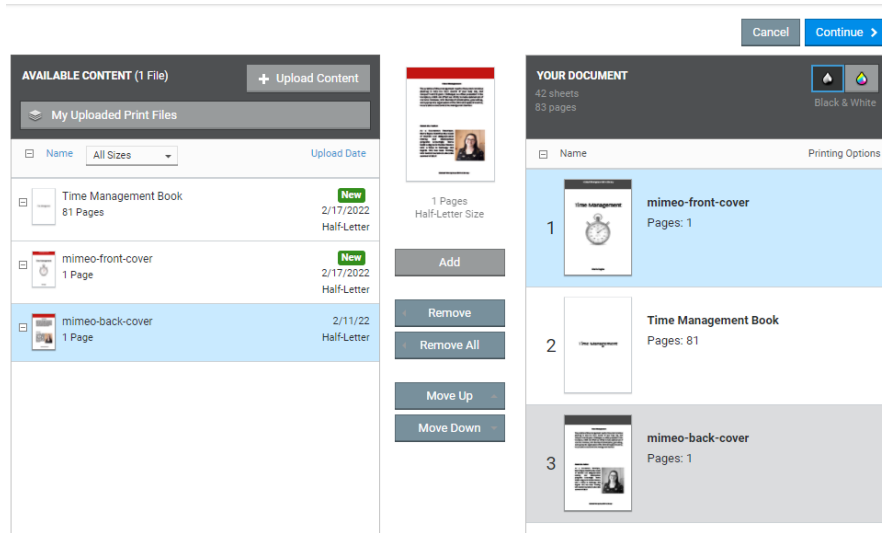 Cancel
Continue
AVAILABLE CONTENT (1 File)
+ Upload Content
My Uploaded Print Files
Name
All Sizes
Upload Date
Time Management Book
81 Pages
New
2/17/2022
Half-Letter
mimeo-front-cover
1 Page
New
2/17/2022
Half-Letter
mimeo-back-cover
1 Page
2/11/22
Half-Letter
1 Pages
Half-Letter Size
Add
Remove
Remove All
Move Up
Move Down
YOUR DOCUMENT
42 sheets
83 pages
Black & White
Name
Printing Options
1
Time Management
mimeo-front-cover
Pages: 1
2
Time Management
Time Management Book
Pages: 81
3
mimeo-back-cover
Pages: 1